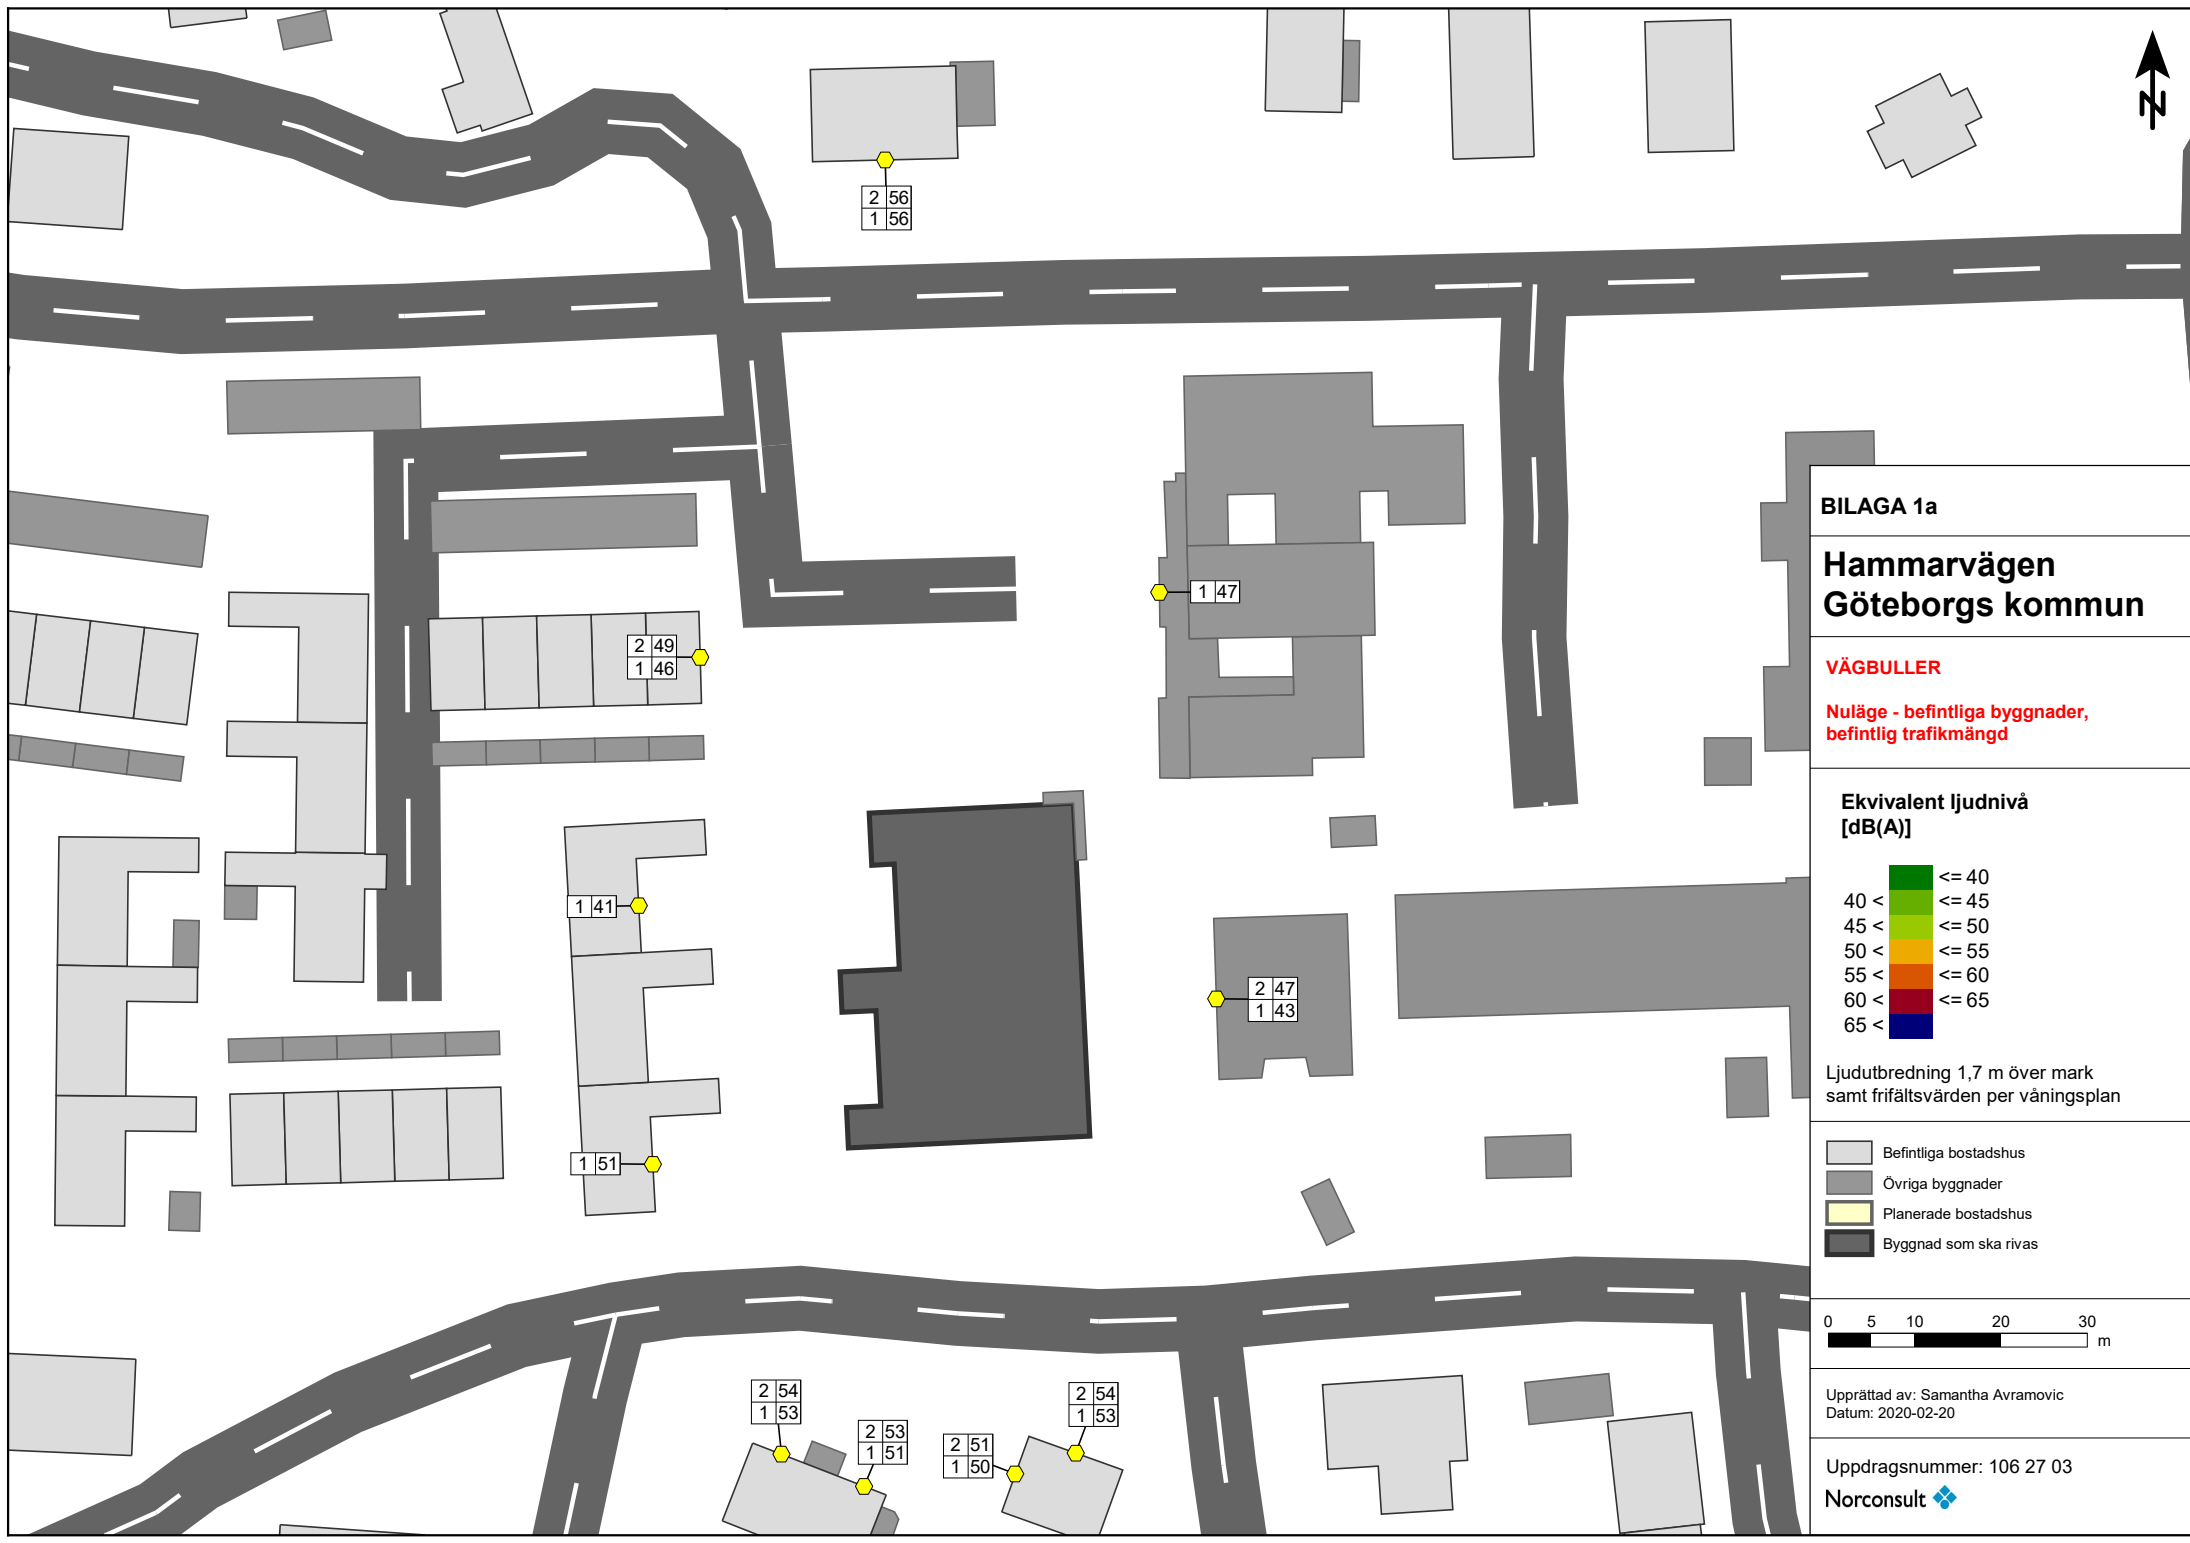 N
2 56
1 56
1 47
2 49
1 46
1 41
2 47
1 43
1 51
2 54
1 53
2 53
1 51
2 51
1 50
2 54
1 53
BILAGA 1a
Hammarvägen
Göteborgs kommun
VÄGBULLER
Nuläge - befintliga byggnader,
befintlig trafikmängd
Ekvivalent ljudnivå
[dB(A)]
<= 40
40 < <= 45
45 < <= 50
50 < <= 55
55 < <= 60
60 < <= 65
65 <
Ljudutbredning 1,7 m över mark
samt frifältsvärden per våningsplan
Befintliga bostadshus
Övriga byggnader
Planerade bostadshus
Byggnad som ska rivas
0 5 10 20 30
m
Upprättad av: Samantha Avramovic
Datum: 2020-02-20
Uppdragsnummer: 106 27 03
Norconsult